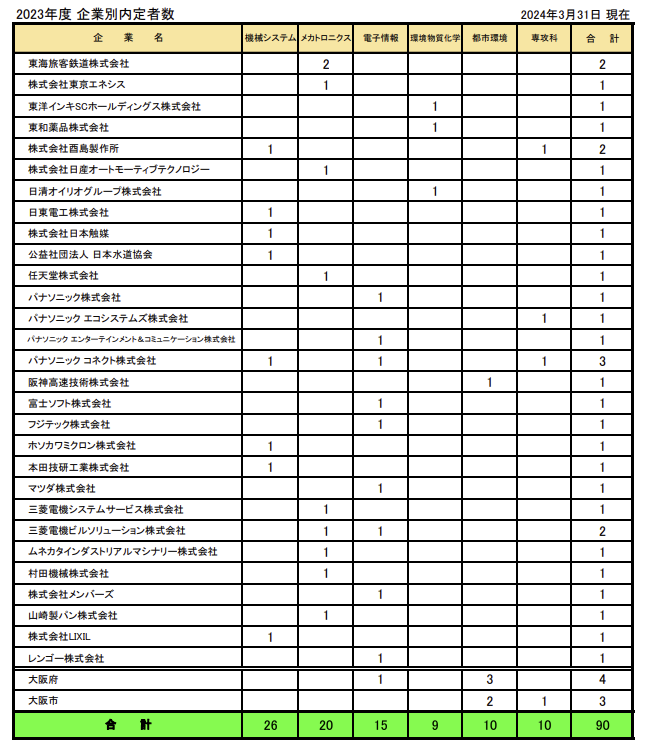 2023年度 企業別内定者数 2024年3月31日 現在
企 業 名 機械システム メカトロニクス 電子情報 環境物質化学 都市環境 専攻科 合 計
東海旅客鉄道株式会社 2 2
株式会社東京エネシス 1 1
東洋インキSCホールディングス株式会社 1 1
東和薬品株式会社 1 1
株式会社酉島製作所 1 1 2
株式会社日産オートモーティブテクノロジー 1 1
日清オイリオグループ株式会社 1 1
日東電工株式会社 1 1
株式会社日本触媒 1 1
公益社団法人 日本水道協会 1 1
任天堂株式会社 1 1
パナソニック株式会社 1 1
パナソニック エコシステムズ株式会社 1 1
パナソニック エンターテインメント&コミュニケーション株式会社 1 1
パナソニック コネクト株式会社 1 1 1 3
阪神高速技術株式会社 1 1
富士ソフト株式会社 1 1
フジテック株式会社 1 1
ホソカワミクロン株式会社 1 1
本田技研工業株式会社 1 1
マツダ株式会社 1 1
三菱電機システムサービス株式会社 1 1
三菱電機ビルソリューション株式会社 1 1 2
ムネカタインダストリアルマシナリー株式会社 1 1
村田機械株式会社 1 1
株式会社メンバーズ 1 1
山崎製パン株式会社 1 1
株式会社LIXIL 1 1
レンゴー株式会社 1 1
大阪府 1 3 4
大阪市 2 1 3
合 計 26 20 15 9 10 10 90